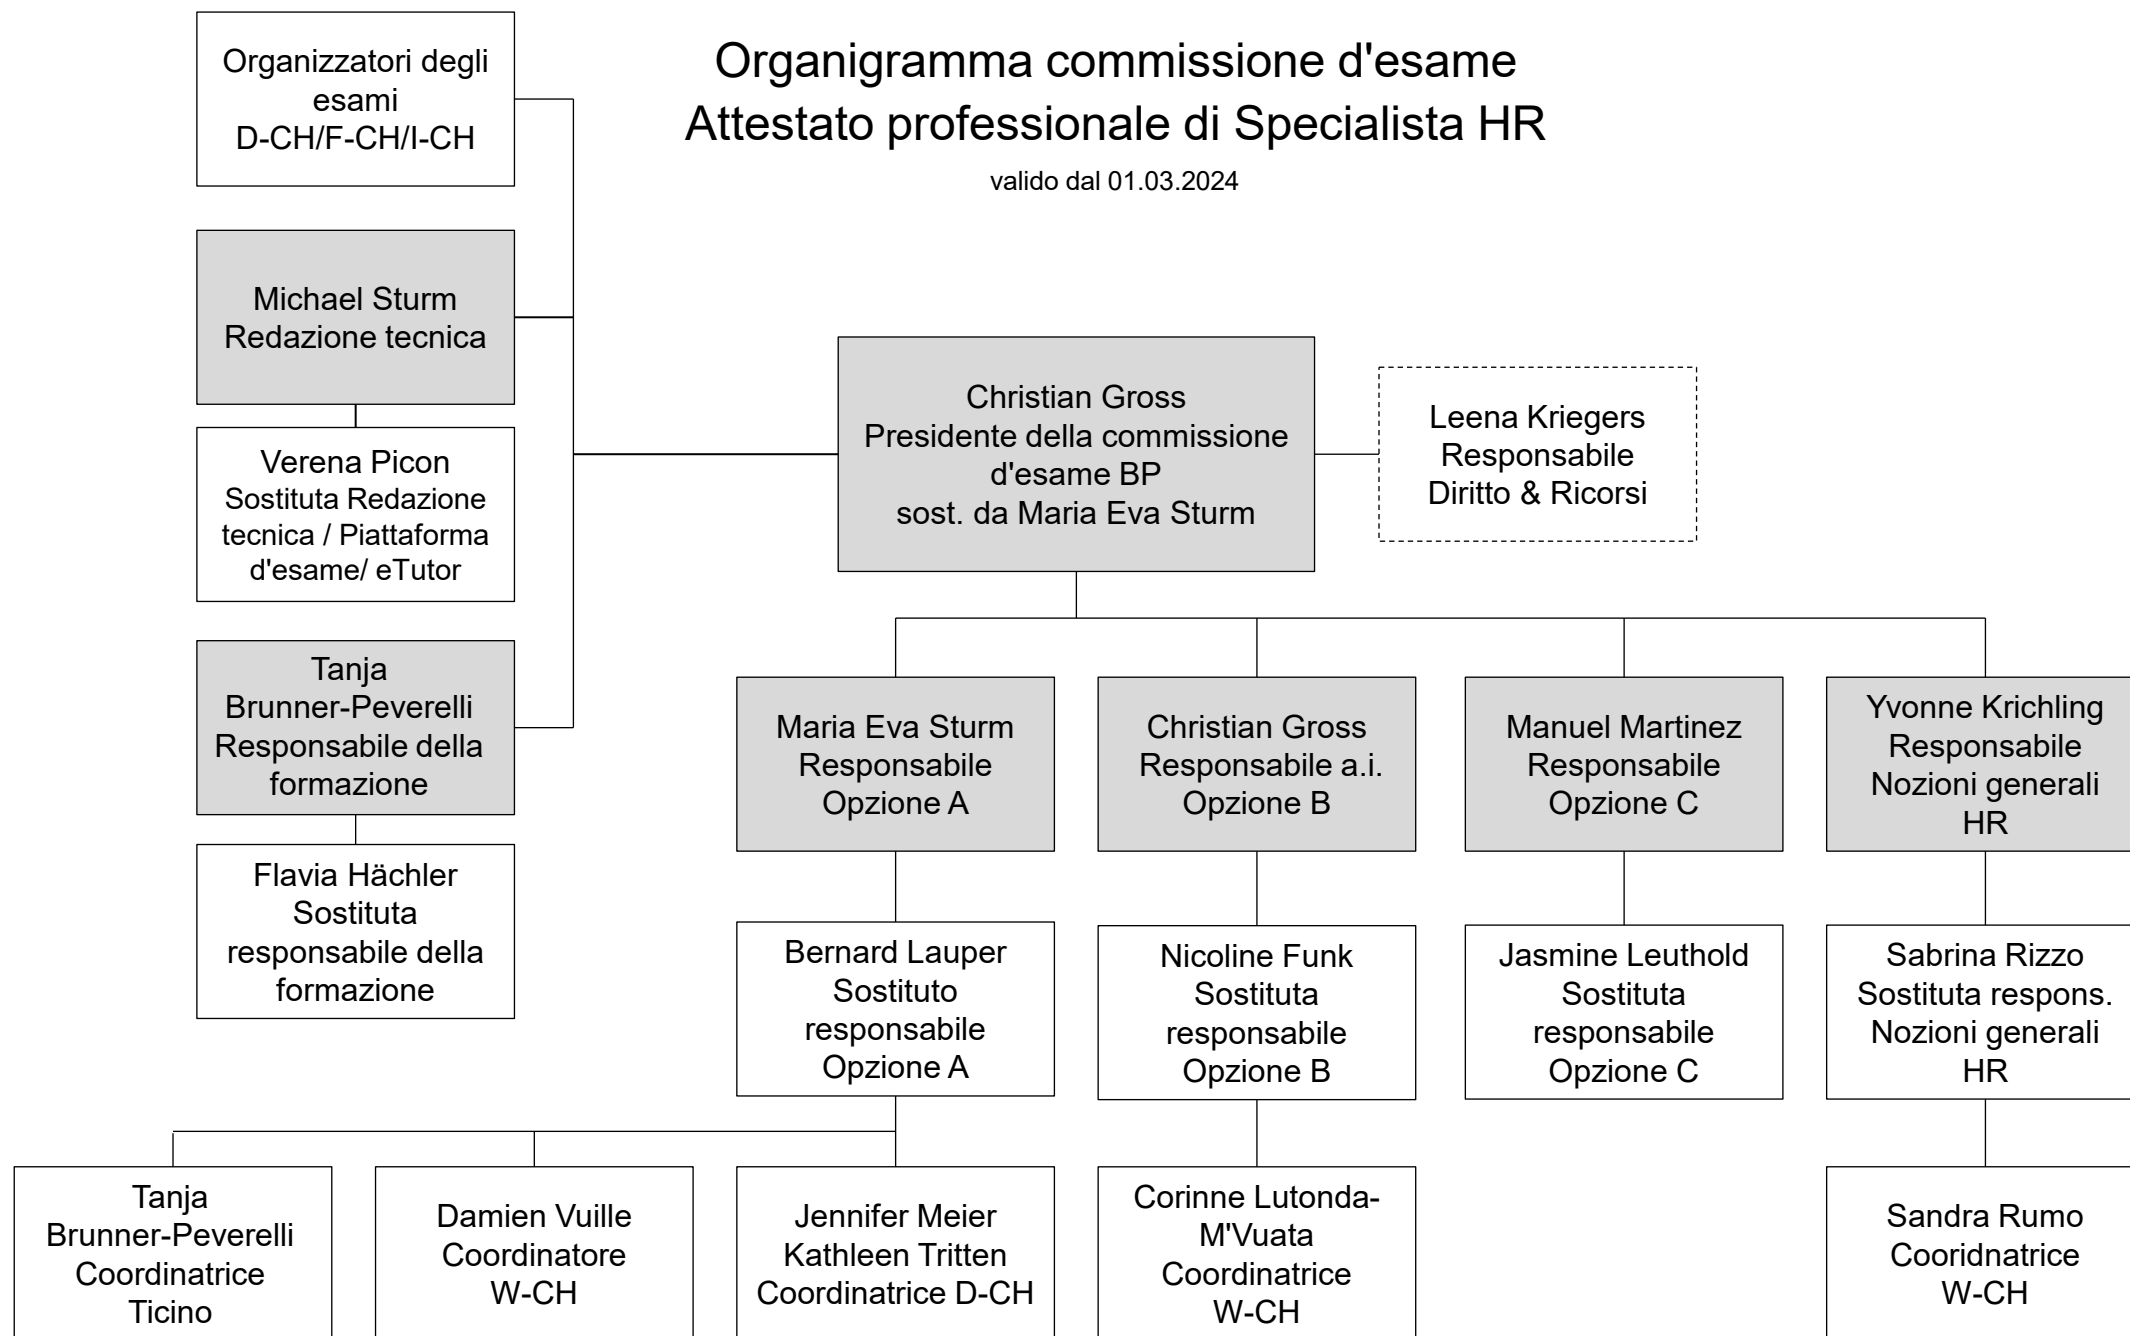 Organizzatori degli
esami
D-CH/F-CH/I-CH
Organigramma commissione d'esame
Attestato professionale di Specialista HR
valido dal 01.03.2024
Michael Sturm
Redazione tecnica
Verena Picon
Sostituta Redazione
tecnica / Piattaforma
d'esame/ eTutor
Christian Gross
Presidente della commissione
d'esame BP
sost. da Maria Eva Sturm
Leena Kriegers
Responsabile
Diritto & Ricorsi
Tanja
Brunner-Peverelli
Responsabile della
formazione
Flavia Hächler
Sostituta
responsabile della
formazione
Maria Eva Sturm
Responsabile
Opzione A
Christian Gross
Responsabile a.i.
Opzione B
Manuel Martinez
Responsabile
Opzione C
Yvonne Krichling
Responsabile
Nozioni generali
HR
Bernard Lauper
Sostituto
responsabile
Opzione A
Nicoline Funk
Sostituta
responsabile
Opzione B
Jasmine Leuthold
Sostituta
responsabile
Opzione C
Sabrina Rizzo
Sostituta respons.
Nozioni generali
HR
Tanja
Brunner-Peverelli
Coordinatrice
Ticino
Damien Vuille
Coordinatore
W-CH
Jennifer Meier
Kathleen Tritten
Coordinatrice D-CH
Corinne Lutonda-
M'Vuata
Coordinatrice
W-CH
Sandra Rumo
Cooridnatrice
W-CH